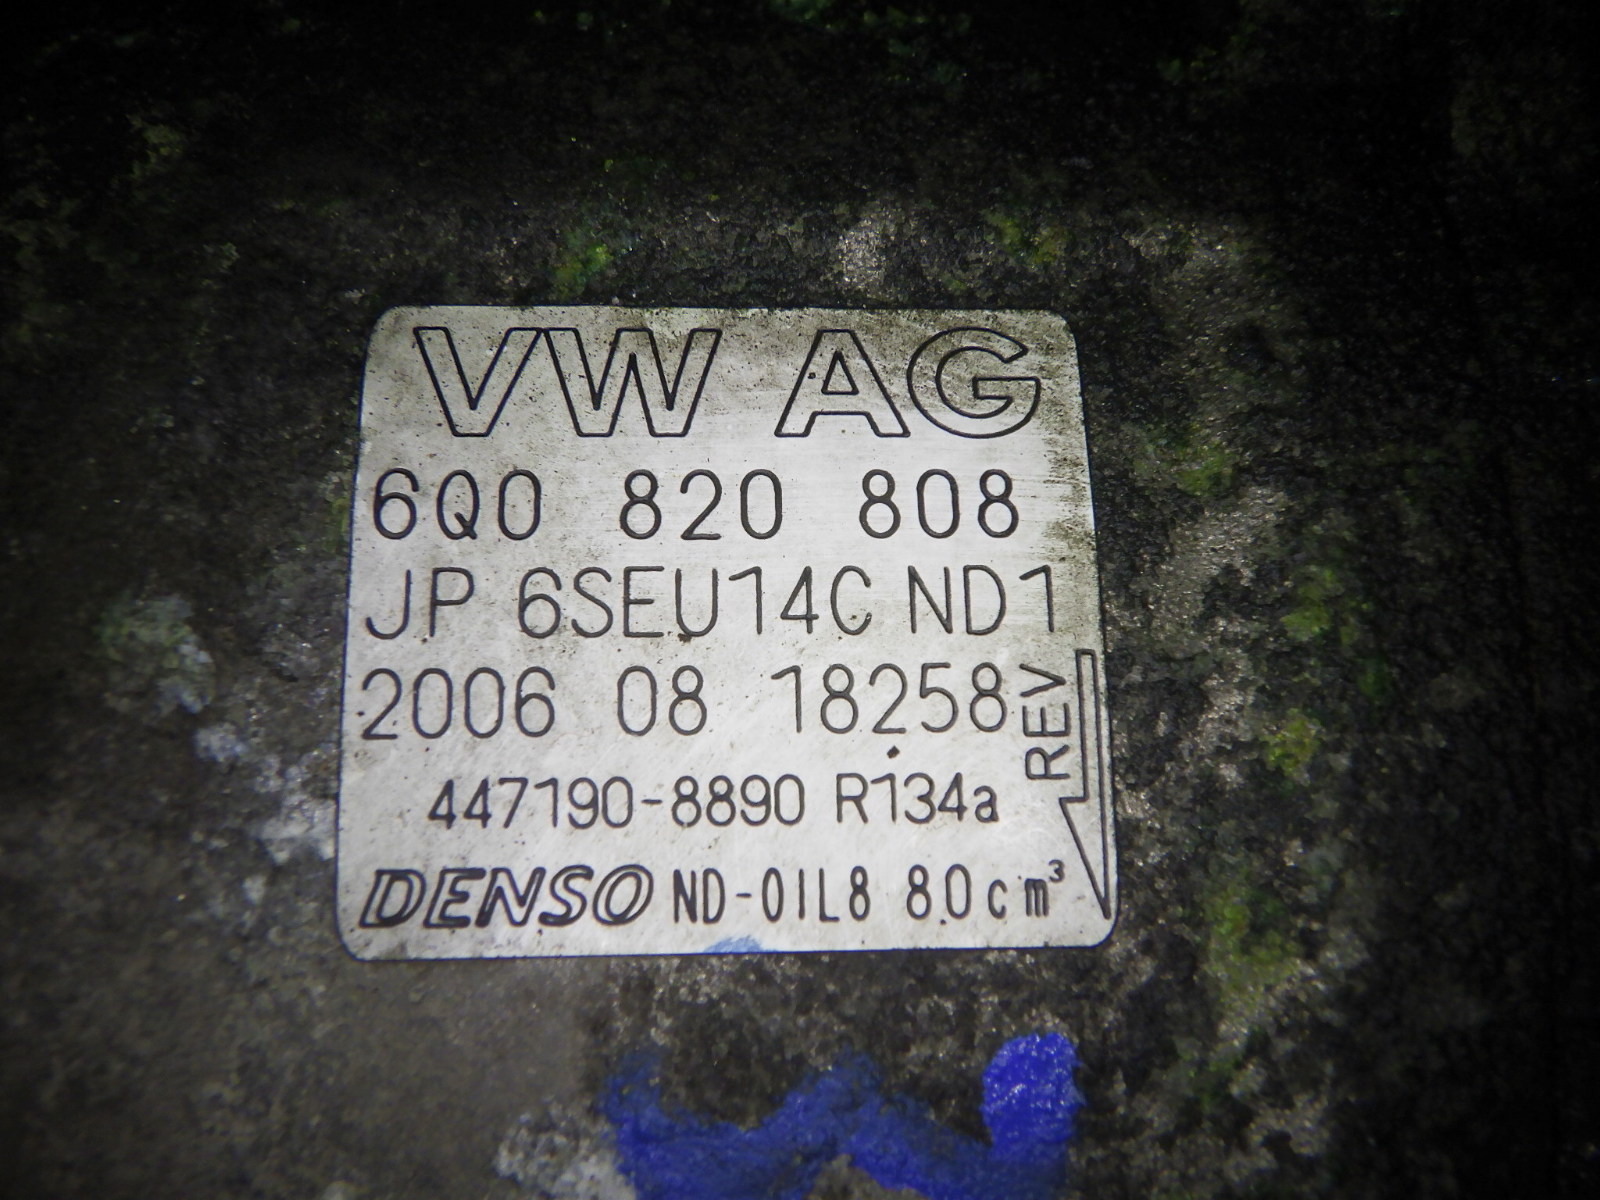 VW AG
6Q0 820 808
JP 6SEU14C ND1
2006 08 18258
REV
447190-8890 R134a
DENSO ND-OIL8 80cm³